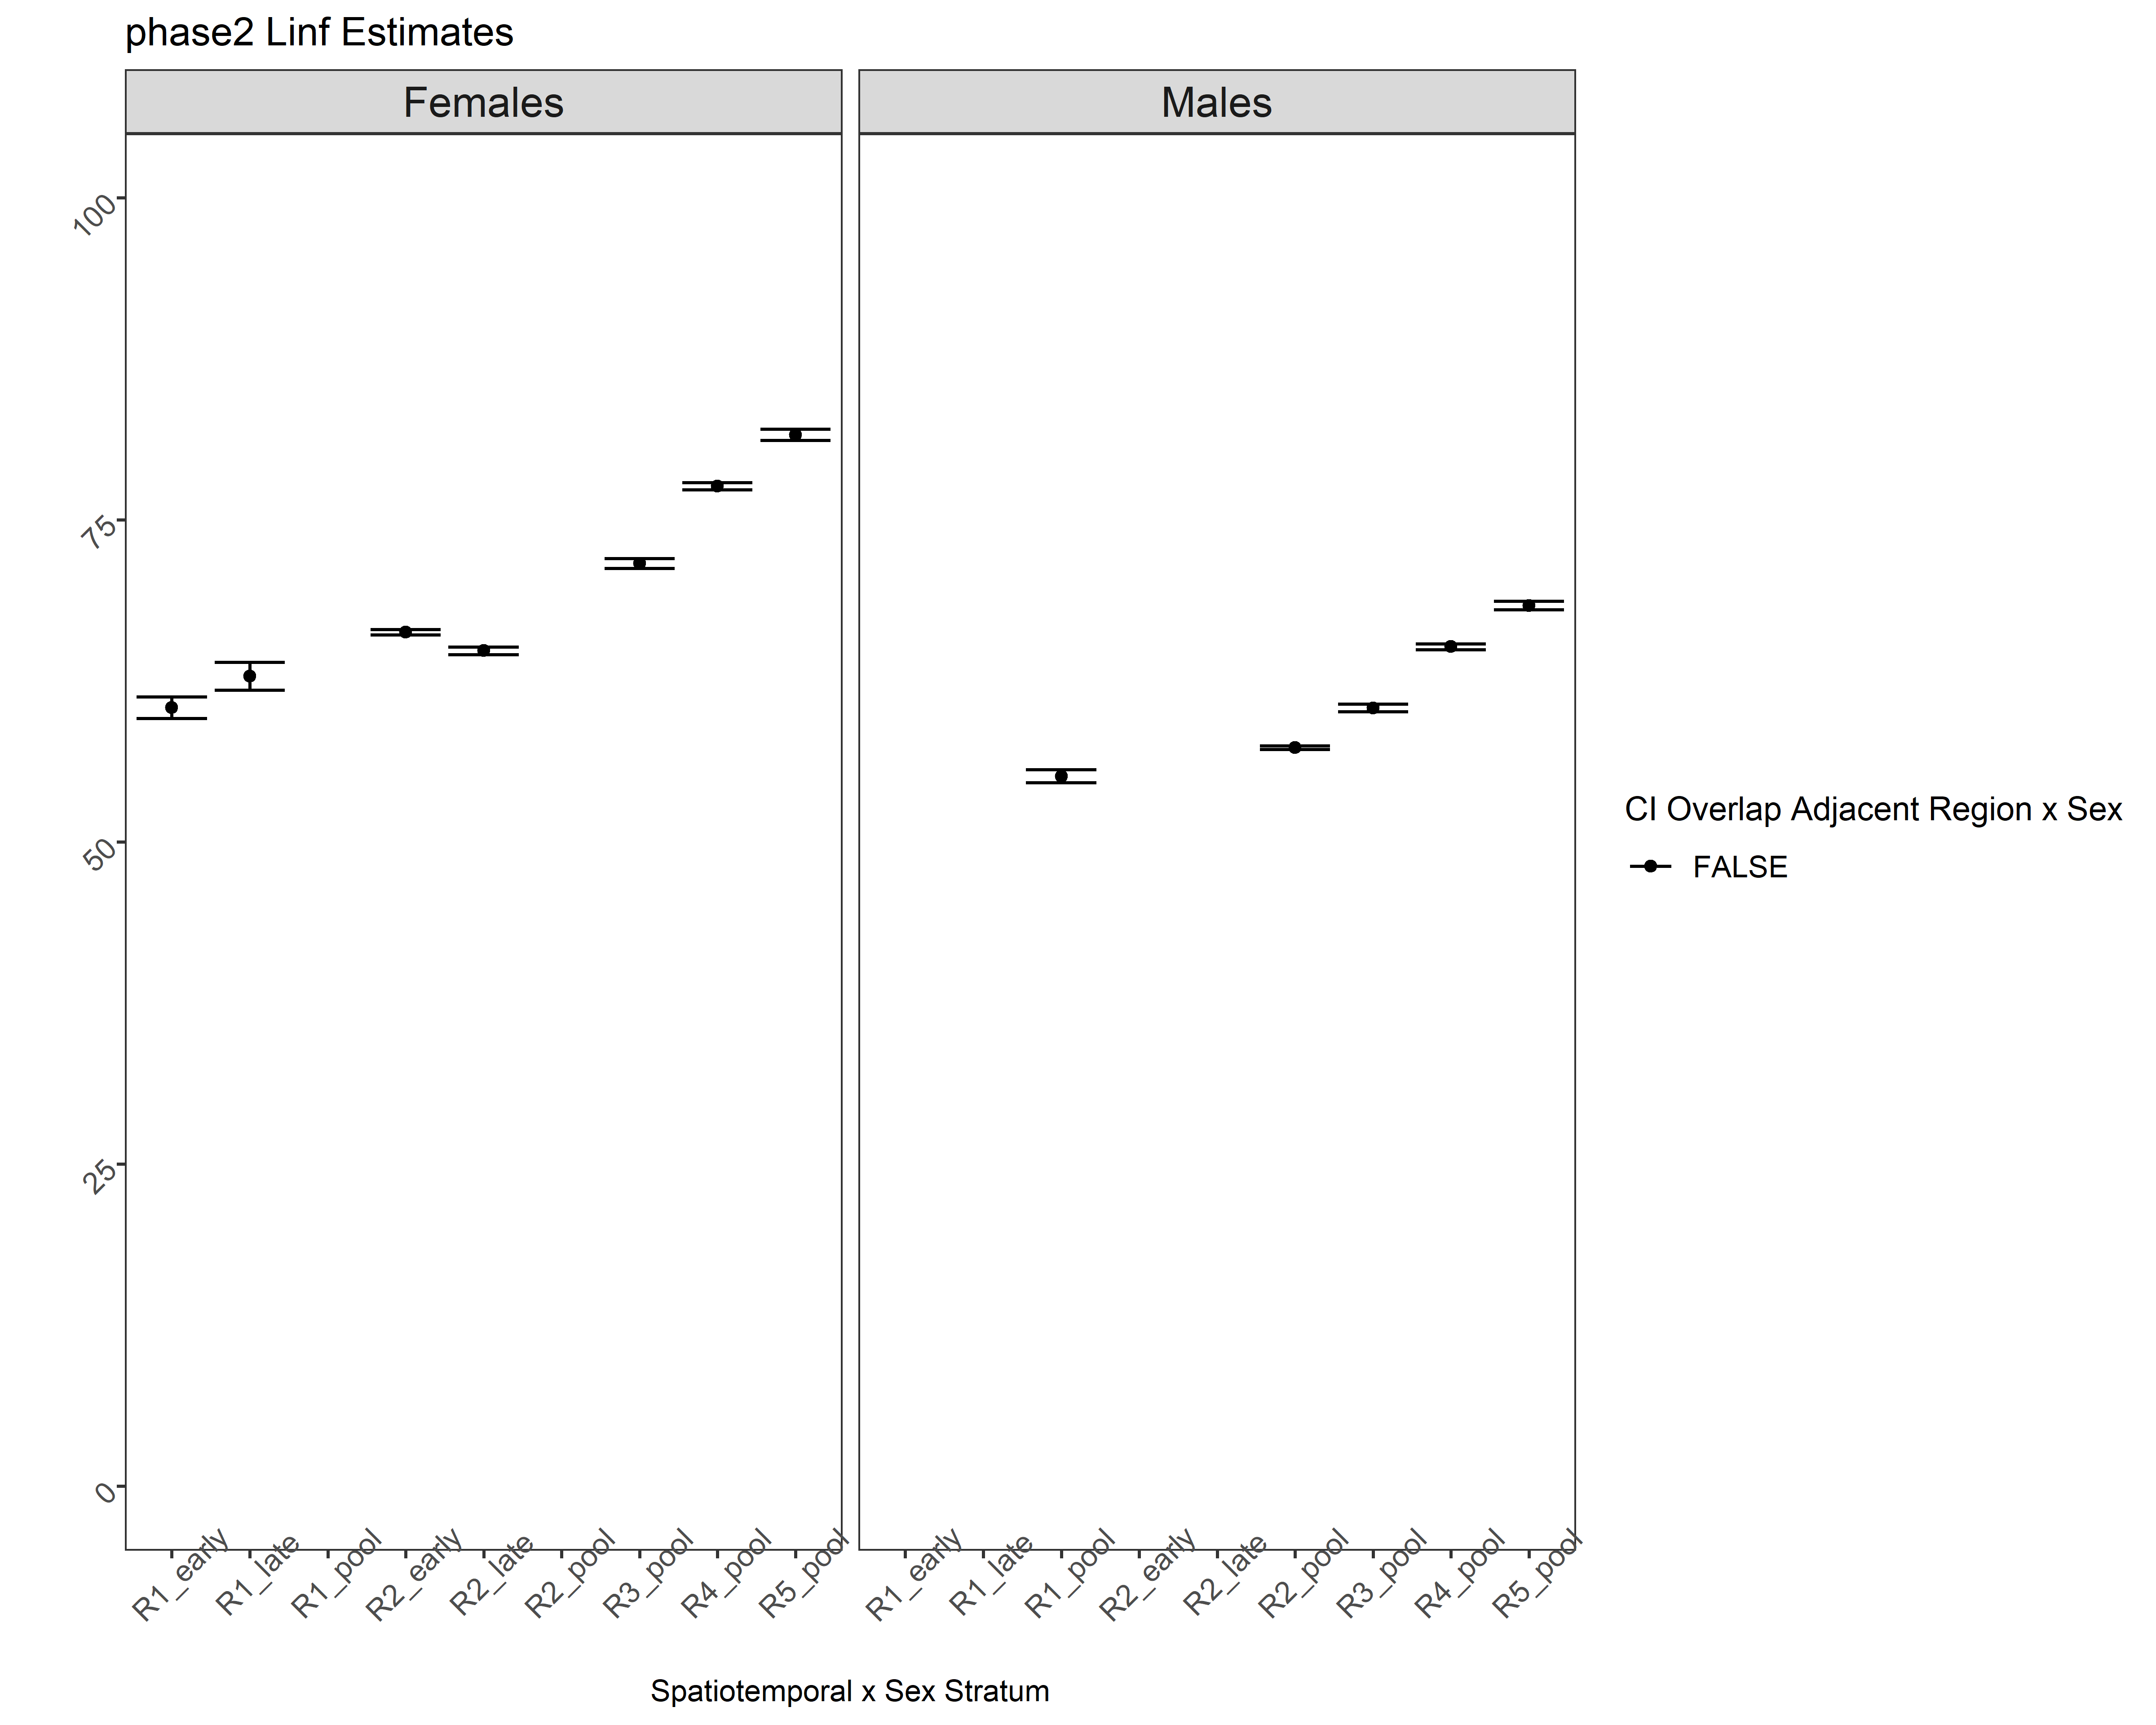 phase2 Linf Estimates
Females
Males
100
75
50
25
0
R1_early
R1_late
R1_pool
R2_early
R2_late
R2_pool
R3_pool
R4_pool
R5_pool
R1_early
R1_late
R1_pool
R2_early
R2_late
R2_pool
R3_pool
R4_pool
R5_pool
Spatiotemporal x Sex Stratum
CI Overlap Adjacent Region x Sex
FALSE